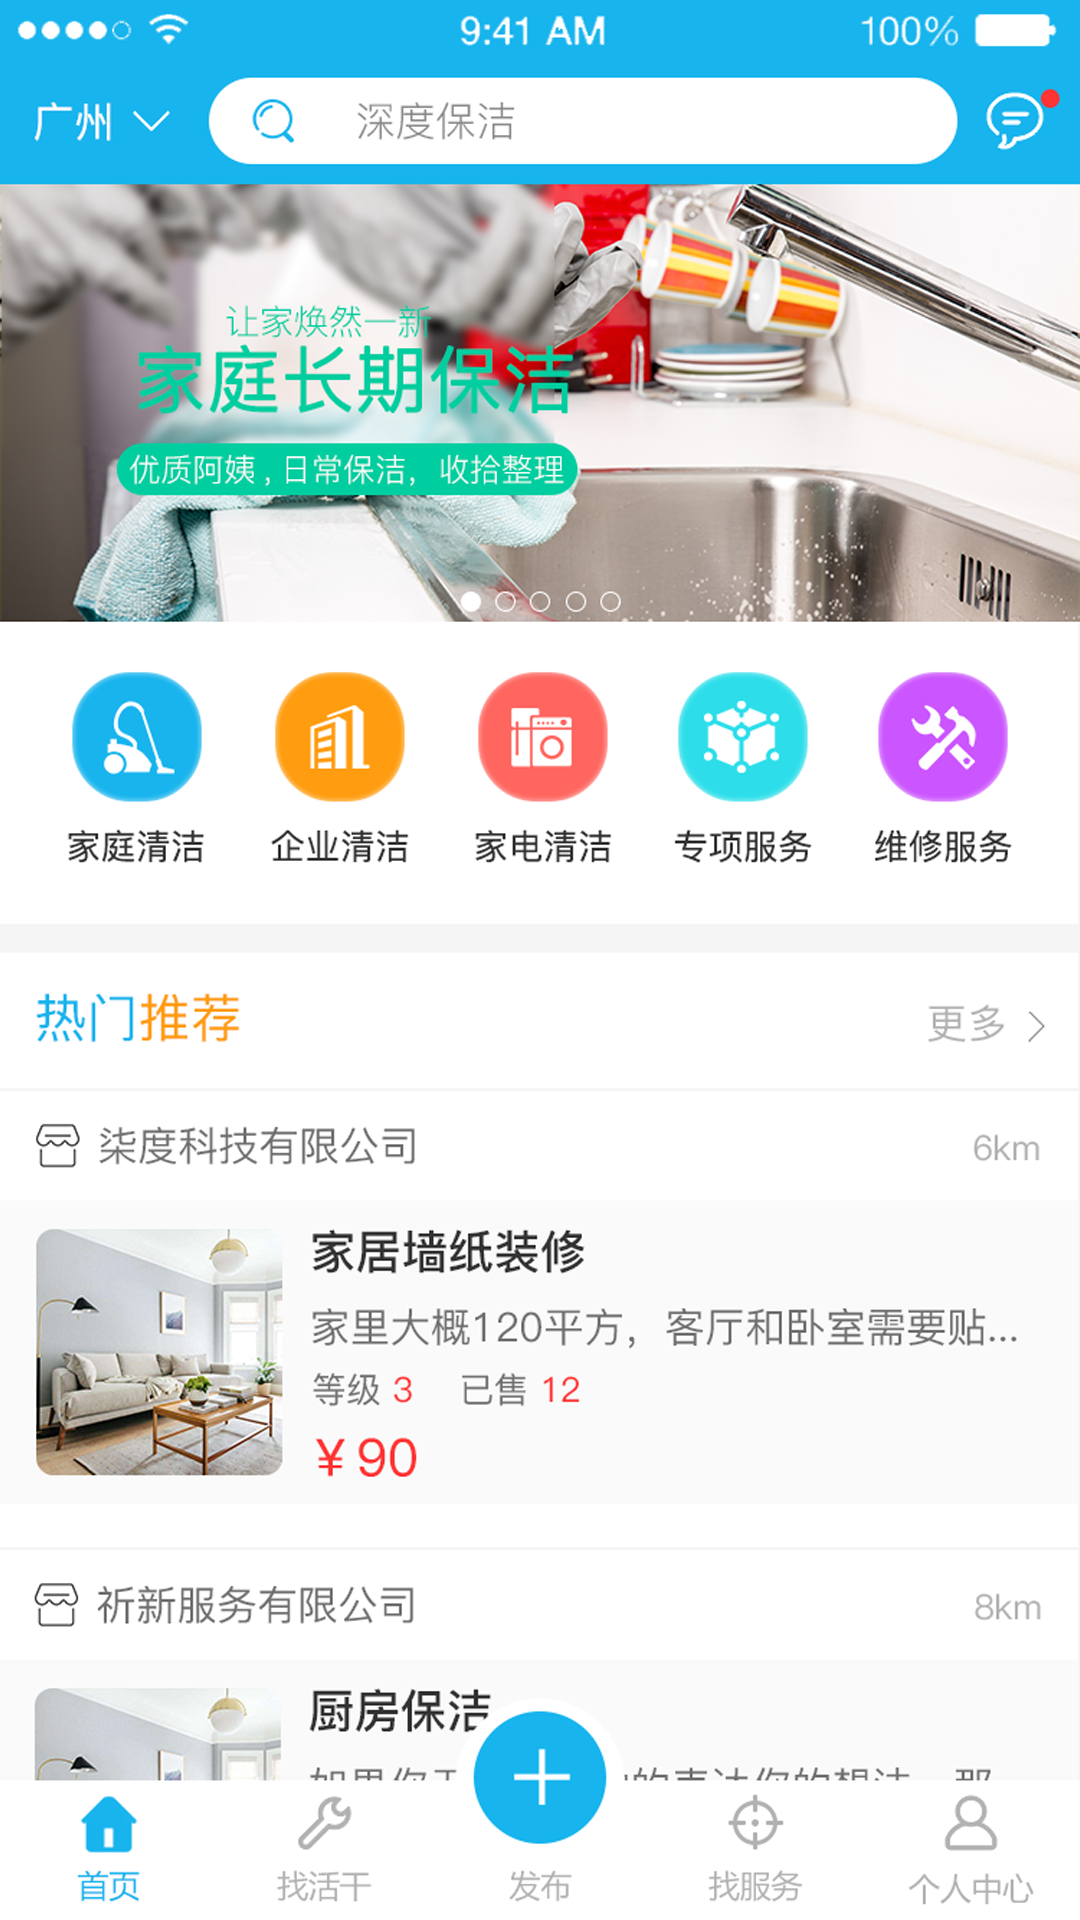 9:41 AM
100%
广州
深度保洁
让家焕然一新
家庭长期保洁
优质阿姨,日常保洁，收拾整理
家庭清洁
企业清洁
家电清洁
专项服务
维修服务
热门推荐
更多
柒度科技有限公司
6km
家居墙纸装修
家里大概120平方，客厅和卧室需要贴...
等级 3 已售 12
¥90
祈新服务有限公司
8km
厨房保洁
首页
找活干
发布
找服务
个人中心